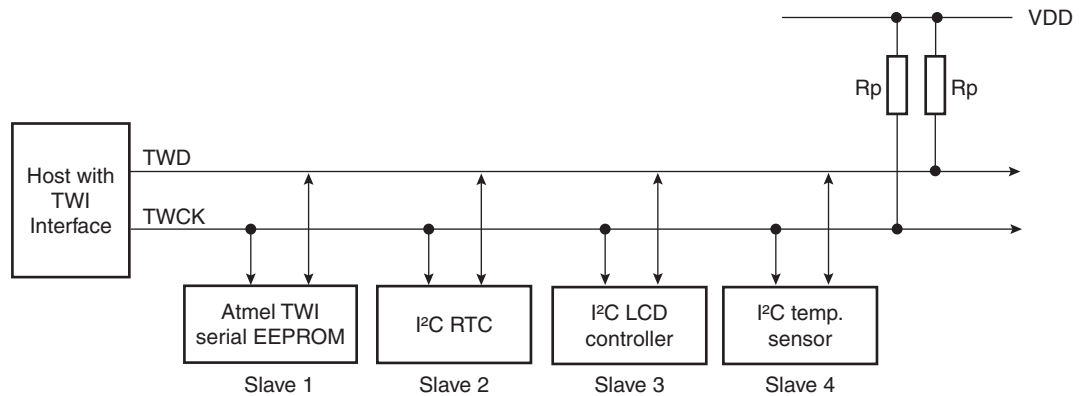 VDD
Rp
Rp
Host with
TWI
Interface
TWD
TWCK
Atmel TWI
serial EEPROM
I²C RTC
I²C LCD
controller
I²C temp.
sensor
Slave 1
Slave 2
Slave 3
Slave 4